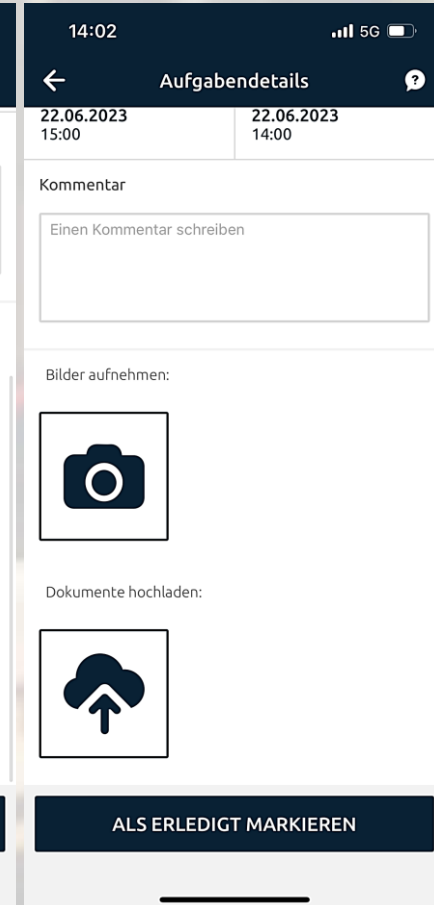 14:02
5G
Aufgabendetails
?
22.06.2023
15:00
22.06.2023
14:00
Kommentar
Einen Kommentar schreiben
Bilder aufnehmen:
Dokumente hochladen:
ALS ERLEDIGT MARKIEREN